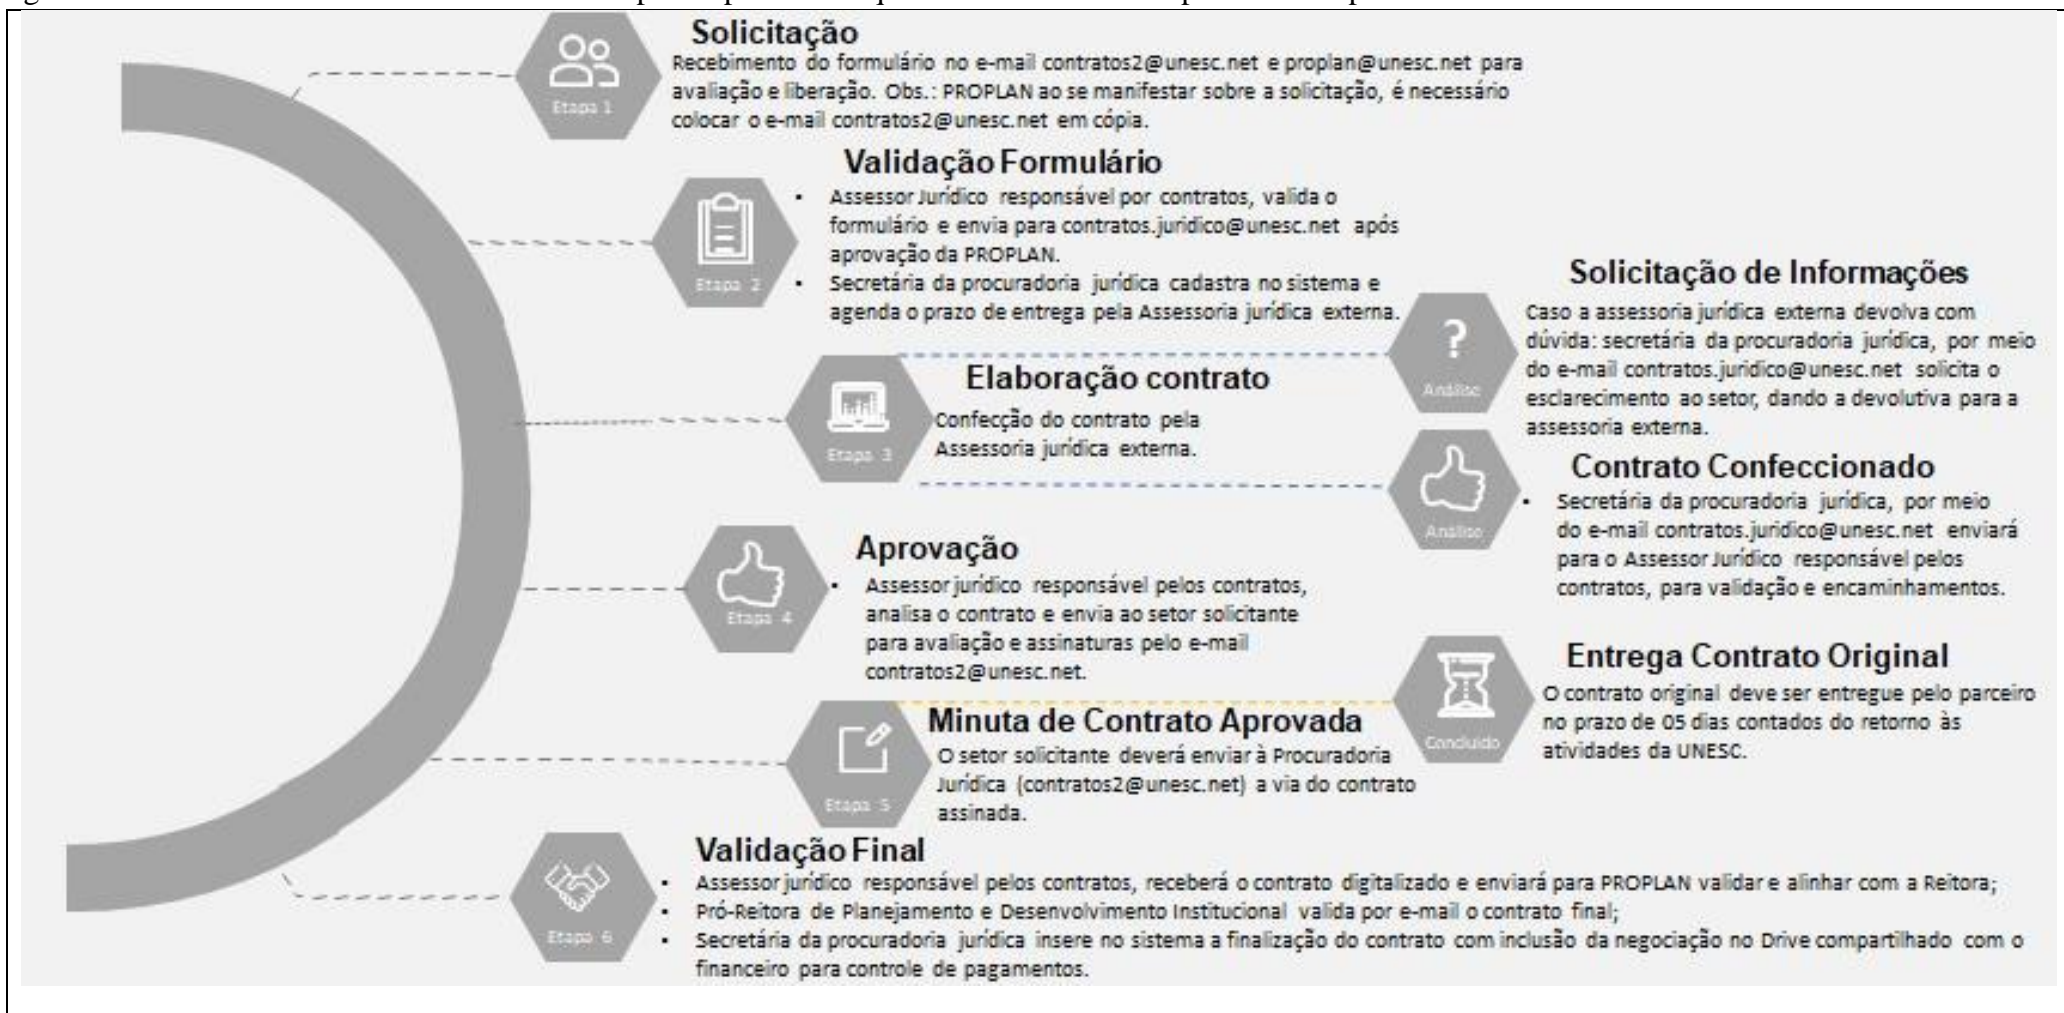 Solicitação
Recebimento do formulário no e-mail contratos2@unesc.net e proplan@unesc.net para
avaliação e liberação. Obs.: PROPLAN ao se manifestar sobre a solicitação, é necessário
colocar o e-mail contratos2@unesc.net em cópia.
Etapa 1
Validação Formulário
• Assessor Jurídico responsável por contratos, valida o
formulário e envia para contratos.juridico@unesc.net após
aprovação da PROPLAN.
• Secretária da procuradoria jurídica cadastra no sistema e
agenda o prazo de entrega pela Assessoria jurídica externa.
Etapa 2
Elaboração contrato
Confecção do contrato pela
Assessoria jurídica externa.
Etapa 3
Solicitação de Informações
Caso a assessoria jurídica externa devolva com
dúvida: secretária da procuradoria jurídica, por meio
do e-mail contratos.juridico@unesc.net solicita o
esclarecimento ao setor, dando a devolutiva para a
assessoria externa.
?
Análise
Contrato Confeccionado
• Secretária da procuradoria jurídica, por meio
do e-mail contratos.juridico@unesc.net enviará
para o Assessor Jurídico responsável pelos
contratos, para validação e encaminhamentos.
Análise
Aprovação
• Assessor jurídico responsável pelos contratos,
analisa o contrato e envia ao setor solicitante
para avaliação e assinaturas pelo e-mail
contratos2@unesc.net.
Etapa 4
Minuta de Contrato Aprovada
O setor solicitante deverá enviar à Procuradoria
Jurídica (contratos2@unesc.net) a via do contrato
assinada.
Etapa 5
Entrega Contrato Original
O contrato original deve ser entregue pelo parceiro
no prazo de 05 dias contados do retorno às
atividades da UNESC.
Concluído
Validação Final
• Assessor jurídico responsável pelos contratos, receberá o contrato digitalizado e enviará para PROPLAN validar e alinhar com a Reitora;
• Pró-Reitora de Planejamento e Desenvolvimento Institucional valida por e-mail o contrato final;
• Secretária da procuradoria jurídica insere no sistema a finalização do contrato com inclusão da negociação no Drive compartilhado com o
financeiro para controle de pagamentos.
Etapa 6